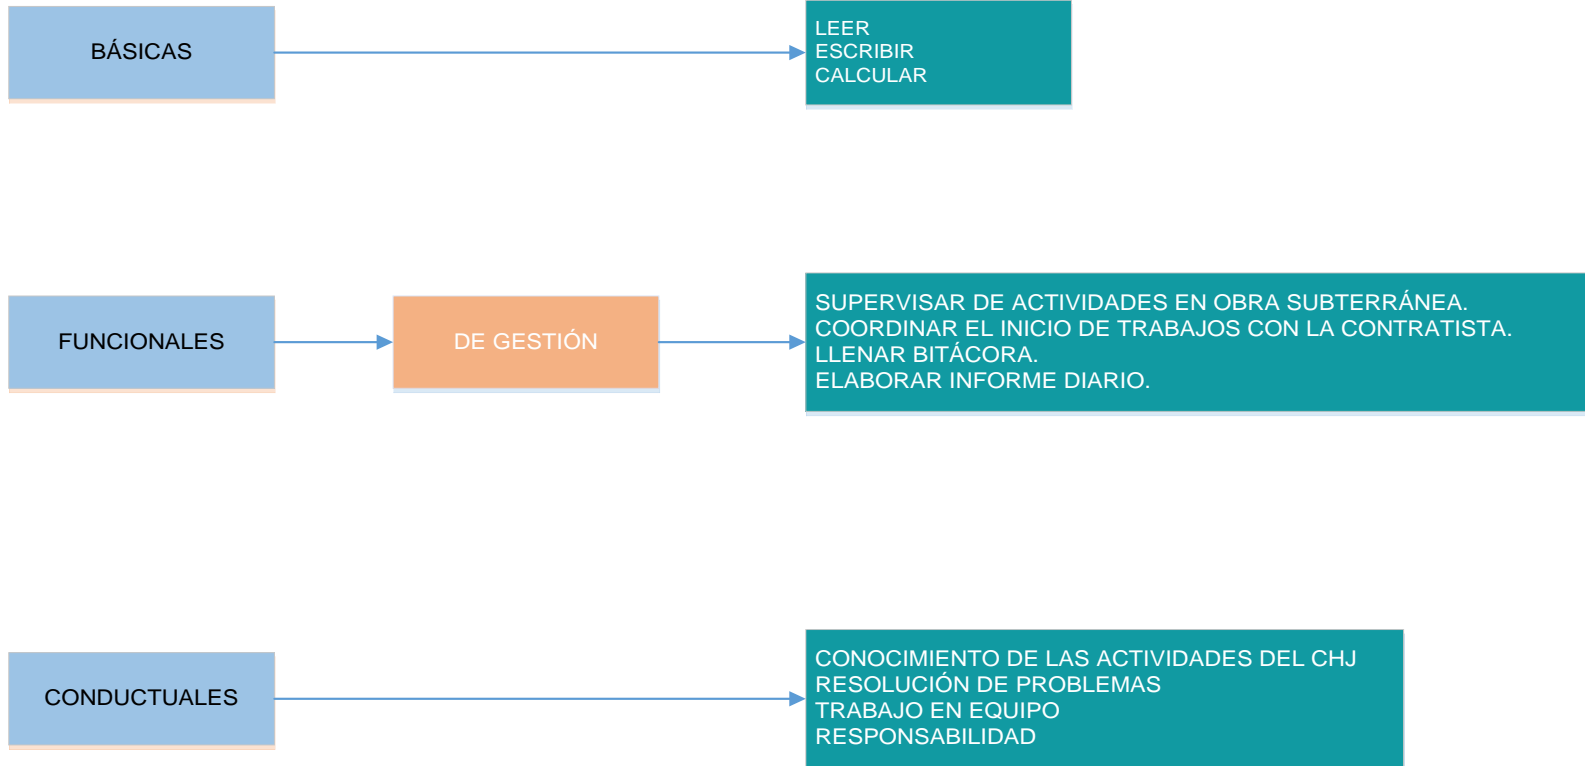 BÁSICAS
LEER
ESCRIBIR
CALCULAR
FUNCIONALES
DE GESTIÓN
SUPERVISAR DE ACTIVIDADES EN OBRA SUBTERRÁNEA.
COORDINAR EL INICIO DE TRABAJOS CON LA CONTRATISTA.
LLENAR BITÁCORA.
ELABORAR INFORME DIARIO.
CONDUCTUALES
CONOCIMIENTO DE LAS ACTIVIDADES DEL CHJ
RESOLUCIÓN DE PROBLEMAS
TRABAJO EN EQUIPO
RESPONSABILIDAD